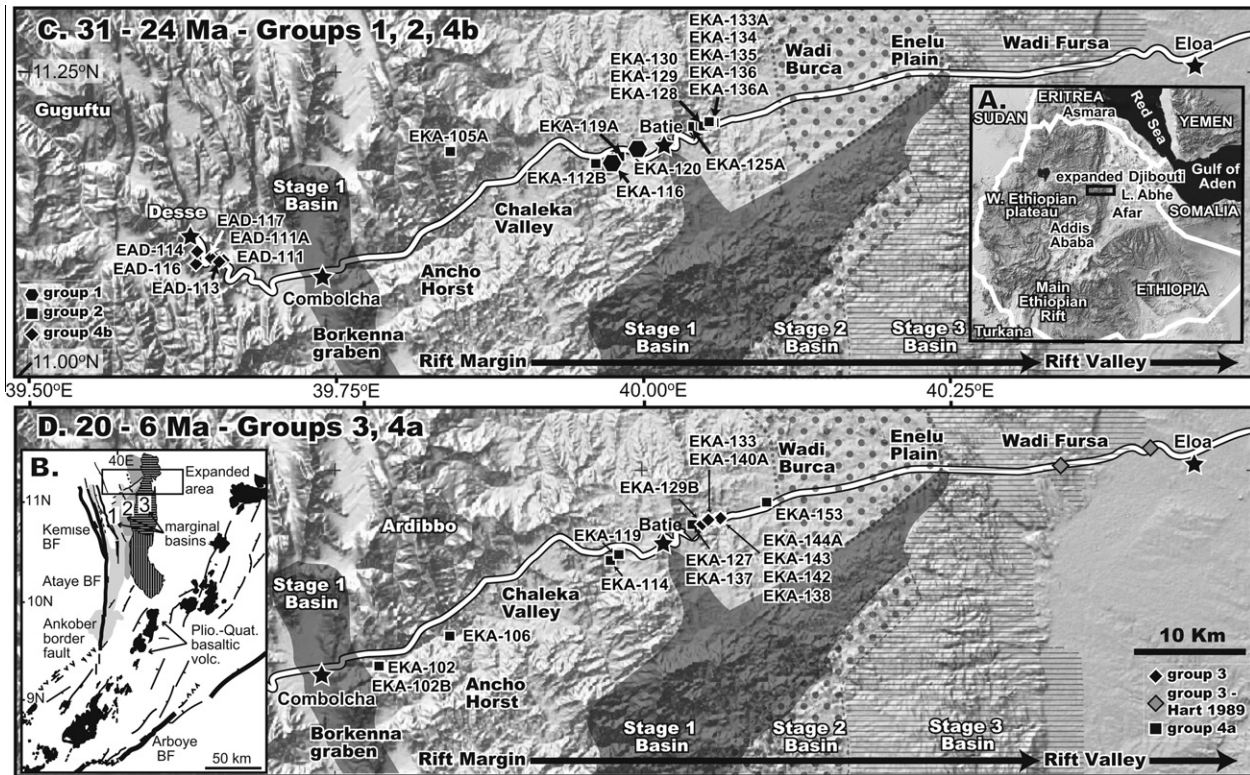 C. 31 - 24 Ma - Groups 1, 2, 4b
11.25ºN
Guguftu
EKA-105A
EKA-119A
EKA-130
EKA-129
EKA-128
EKA-133A
EKA-134
EKA-135
EKA-136
EKA-136A
Wadi
Burca
Enelu
Plain
Wadi Fursa
Eloa
Batie
EKA-125A
EKA-120
EKA-112B
EKA-116
Stage 1
Basin
Desse
EAD-117
EAD-111A
EAD-114
EAD-111
EAD-116
EAD-113
Chaleka
Valley
Ancho
Horst
Combolcha
Borkenna
graben
group 1
group 2
group 4b
11.00ºN
Stage 1
Basin
Stage 2
Basin
Stage 3
Basin
Rift Margin
Rift Valley
A.
ERITREA
SUDAN
Asmara
Red Sea
YEMEN
Gulf of
Aden
expanded
Djibouti
L. Abhe
W. Ethiopian
plateau
SOMALIA
Afar
Addis
Ababa
Main
Ethiopian
Rift
ETHIOPIA
Turkana
39.50ºE
39.75ºE
40.00ºE
40.25ºE
D. 20 - 6 Ma - Groups 3, 4a
B.
40E
Expanded
area
11N
1
2
3
Kemise
BF
marginal
basins
Ataye BF
10N
Ankober
border
fault
Plio.-Quat.
basaltic
volc.
9N
Arboye
BF
50 km
Ardibbo
EKA-133
EKA-140A
EKA-129B
Wadi
Burca
Enelu
Plain
Wadi Fursa
Eloa
EKA-153
Batie
EKA-119
EKA-114
EKA-127
EKA-137
EKA-144A
EKA-143
EKA-142
EKA-138
Stage 1
Basin
Chaleka
Valley
EKA-106
EKA-102
EKA-102B
Ancho
Horst
Combolcha
Borkenna
graben
Stage 1
Basin
Stage 2
Basin
Stage 3
Basin
Rift Margin
Rift Valley
10 Km
group 3
group 3 -
Hart 1989
group 4a